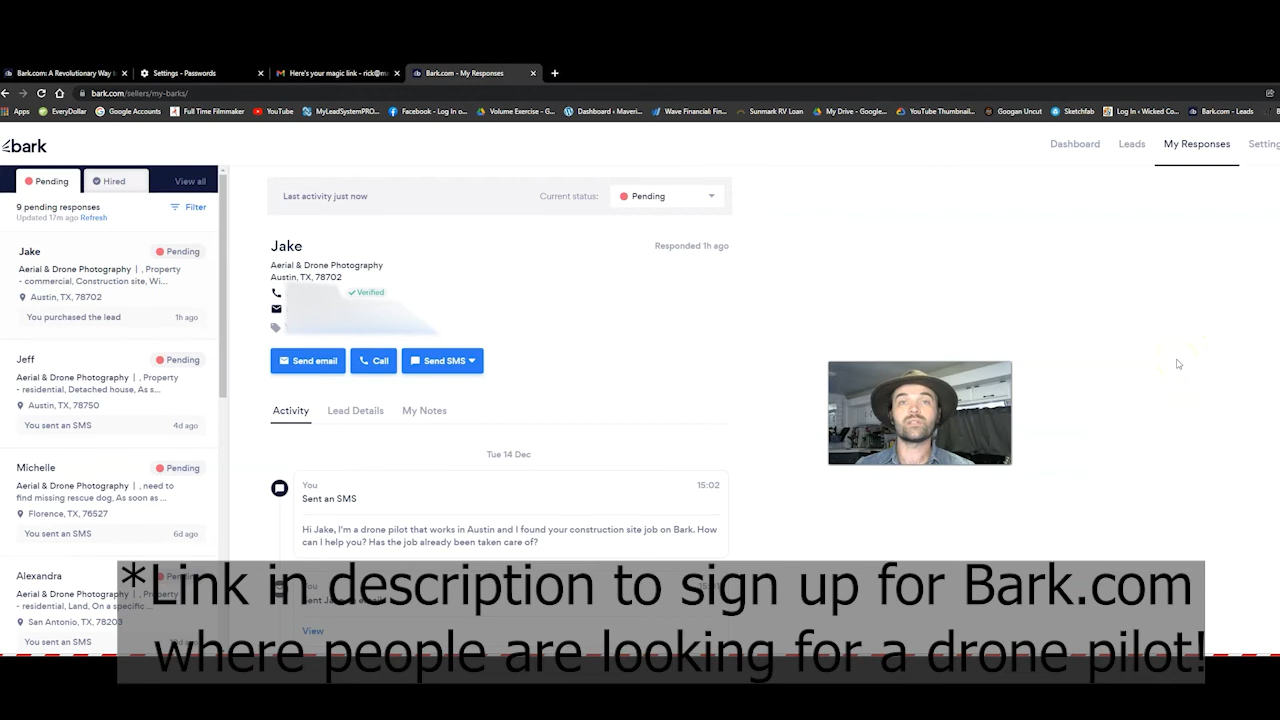 Bark.com: A Revolutionary Way t
Settings - Passwords
Here's your magic link - rick@m
Bark.com - My Responses
bark.com/sellers/my-barks/
Apps
EveryDollar
Google Accounts
Full Time Filmmaker
YouTube
MyLeadSystemPRO...
Facebook - Log In o...
Volume Exercise - G...
Dashboard ‹ Maveri...
Wave Financial Fin...
Sunmark RV Loan
My Drive - Google...
YouTube Thumbnail...
Googan Uncut
Sketchfab
Log In ‹ Wicked Co...
Bark.com - Leads
bark
Dashboard
Leads
My Responses
Setting
Pending
Hired
View all
9 pending responses
Updated 17m ago Refresh
Filter
Jake
Pending
Aerial & Drone Photography | , Property
- commercial, Construction site, Wi...
Austin, TX, 78702
You purchased the lead
1h ago
Jeff
Pending
Aerial & Drone Photography | , Property
- residential, Detached house, As s...
Austin, TX, 78750
You sent an SMS
4d ago
Michelle
Pending
Aerial & Drone Photography | , need to
find missing rescue dog, As soon as ...
Florence, TX, 76527
You sent an SMS
6d ago
Alexandra
Pending
Aerial & Drone Photography | , Property
- residential, Land, On a specific
San Antonio, TX, 78203
You sent an SMS
Last activity just now
Current status:
Pending
Jake
Responded 1h ago
Aerial & Drone Photography
Austin, TX, 78702
Verified
Send email
Call
Send SMS
Activity
Lead Details
My Notes
Tue 14 Dec
You
15:02
Sent an SMS
Hi Jake, I'm a drone pilot that works in Austin and I found your construction site job on Bark. How
can I help you? Has the job already been taken care of?
You
View
*Link in description to sign up for Bark.com
where people are looking for a drone pilot!